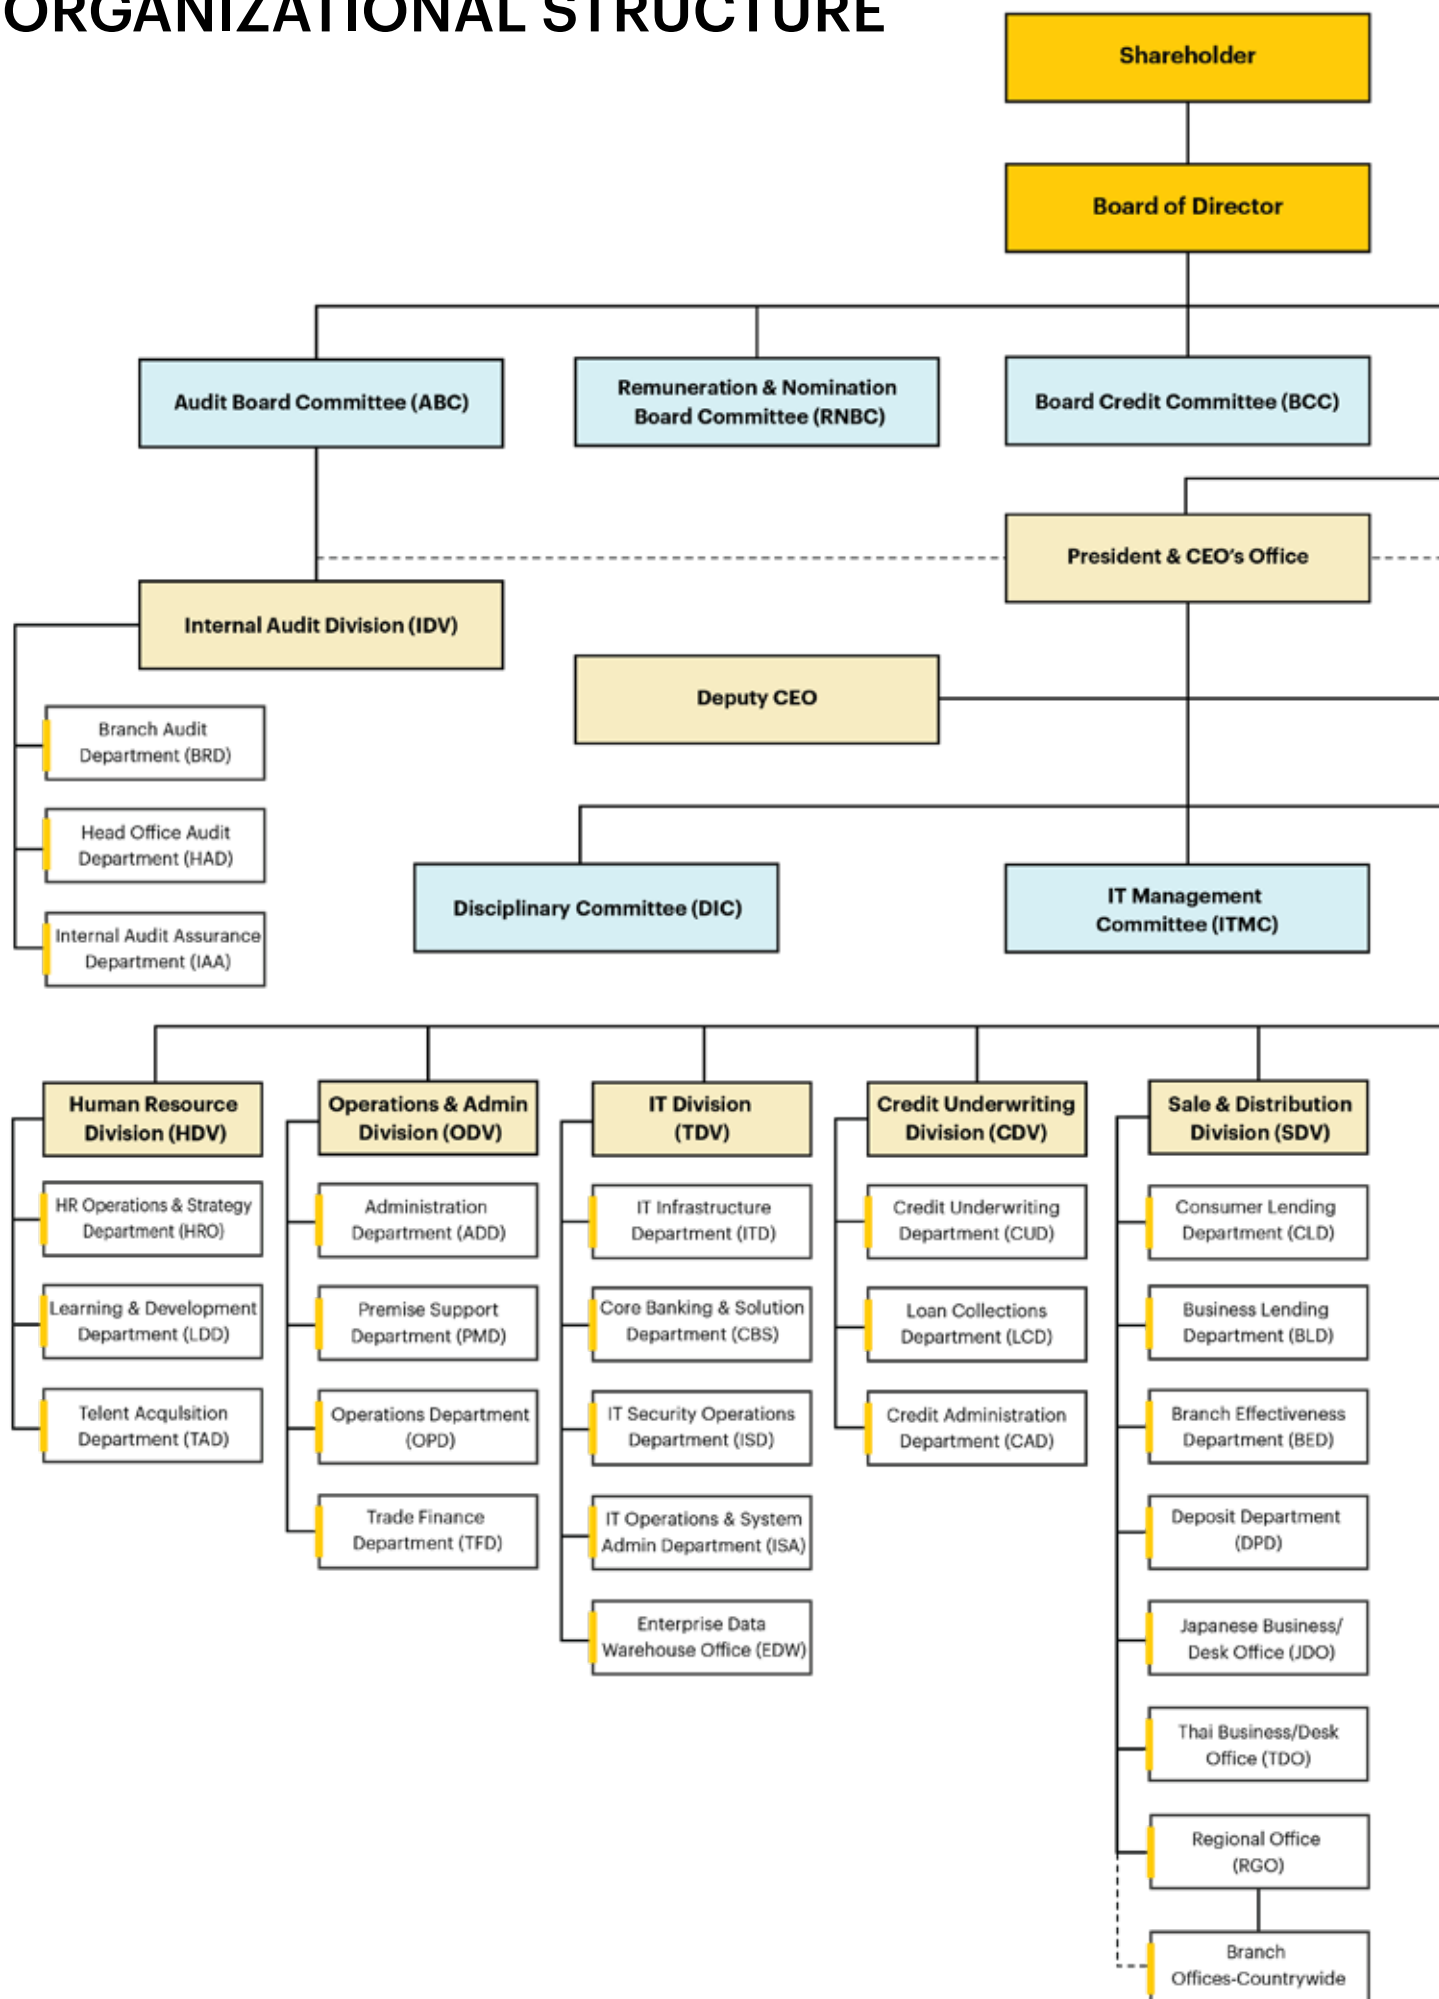 ORGANIZATIONAL STRUCTURE
Shareholder
Board of Director
Audit Board Committee (ABC)
Remuneration & Nomination
Board Committee (RNBC)
Board Credit Committee (BCC)
President & CEO's Office
Internal Audit Division (IDV)
Deputy CEO
Branch Audit
Department (BRD)
Head Office Audit
Department (HAD)
Internal Audit Assurance
Department (IAA)
Disciplinary Committee (DIC)
IT Management
Committee (ITMC)
Human Resource
Division (HDV)
HR Operations & Strategy
Department (HRO)
Learning & Development
Department (LDD)
Telent Acqulsition
Department (TAD)
Operations & Admin
Division (ODV)
Administration
Department (ADD)
Premise Support
Department (PMD)
Operations Department
(OPD)
Trade Finance
Department (TFD)
IT Division
(TDV)
IT Infrastructure
Department (ITD)
Core Banking & Solution
Department (CBS)
IT Security Operations
Department (ISD)
IT Operations & System
Admin Department (ISA)
Enterprise Data
Warehouse Office (EDW)
Credit Underwriting
Division (CDV)
Credit Underwriting
Department (CUD)
Loan Collections
Department (LCD)
Credit Administration
Department (CAD)
Sale & Distribution
Division (SDV)
Consumer Lending
Department (CLD)
Business Lending
Department (BLD)
Branch Effectiveness
Department (BED)
Deposit Department
(DPD)
Japanese Business/
Desk Office (JDO)
Thai Business/Desk
Office (TDO)
Regional Office
(RGO)
Branch
Offices-Countrywide